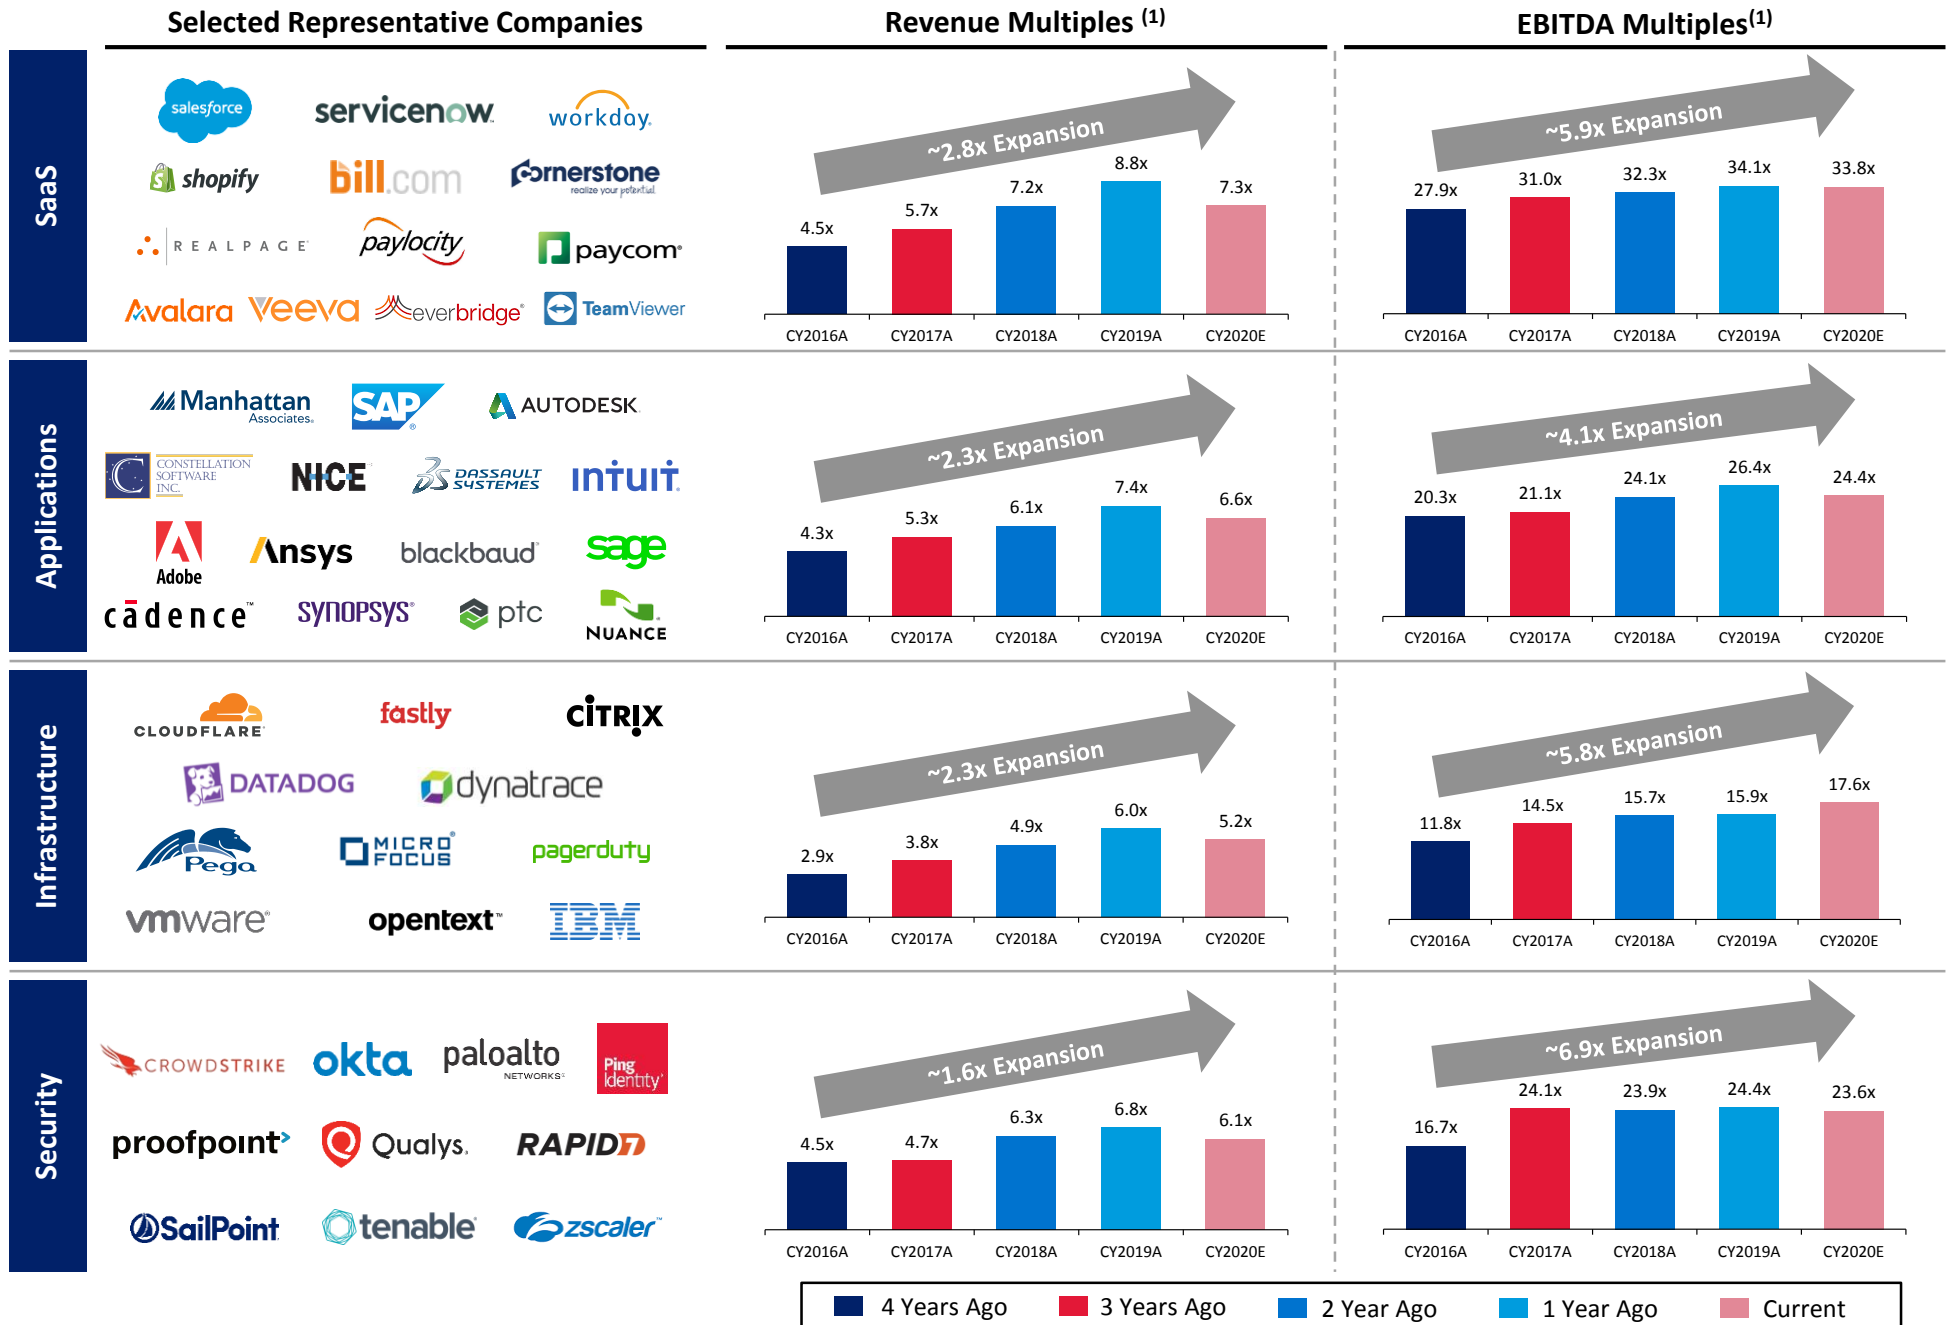 Selected Representative Companies
Revenue Multiples (1)
EBITDA Multiples(1)
SaaS
salesforce
servicenow
workday.
shopify
bill.com
cornerstone
realize your potential
REALPAGE
paylocity
paycom®
Avalara
Veeva
everbridge®
TeamViewer
~2.8x Expansion
4.5x
5.7x
7.2x
8.8x
7.3x
CY2016A
CY2017A
CY2018A
CY2019A
CY2020E
~5.9x Expansion
27.9x
31.0x
32.3x
34.1x
33.8x
CY2016A
CY2017A
CY2018A
CY2019A
CY2020E
Applications
Manhattan
Associates®
SAP®
AUTODESK
CONSTELLATION
SOFTWARE
INC.
NICE
DASSAULT
SYSTEMES
INTUIT
Adobe
Ansys
blackbaud®
sage
cādence™
SYNOPSYS®
ptc
NUANCE
~2.3x Expansion
4.3x
5.3x
6.1x
7.4x
6.6x
CY2016A
CY2017A
CY2018A
CY2019A
CY2020E
~4.1x Expansion
20.3x
21.1x
24.1x
26.4x
24.4x
CY2016A
CY2017A
CY2018A
CY2019A
CY2020E
Infrastructure
CLOUDFLARE®
fastly
CITRIX
DATADOG
dynatrace
Pega
MICRO
FOCUS®
pagerduty
vmware®
opentext™
IBM
~2.3x Expansion
2.9x
3.8x
4.9x
6.0x
5.2x
CY2016A
CY2017A
CY2018A
CY2019A
CY2020E
~5.8x Expansion
11.8x
14.5x
15.7x
15.9x
17.6x
CY2016A
CY2017A
CY2018A
CY2019A
CY2020E
Security
CROWDSTRIKE
okta
paloalto
NETWORKS
Ping
Identity
proofpoint
Qualys.
RAPID7
SailPoint
tenable
zscaler™
~1.6x Expansion
4.5x
4.7x
6.3x
6.8x
6.1x
CY2016A
CY2017A
CY2018A
CY2019A
CY2020E
~6.9x Expansion
16.7x
24.1x
23.9x
24.4x
23.6x
CY2016A
CY2017A
CY2018A
CY2019A
CY2020E
4 Years Ago
3 Years Ago
2 Year Ago
1 Year Ago
Current